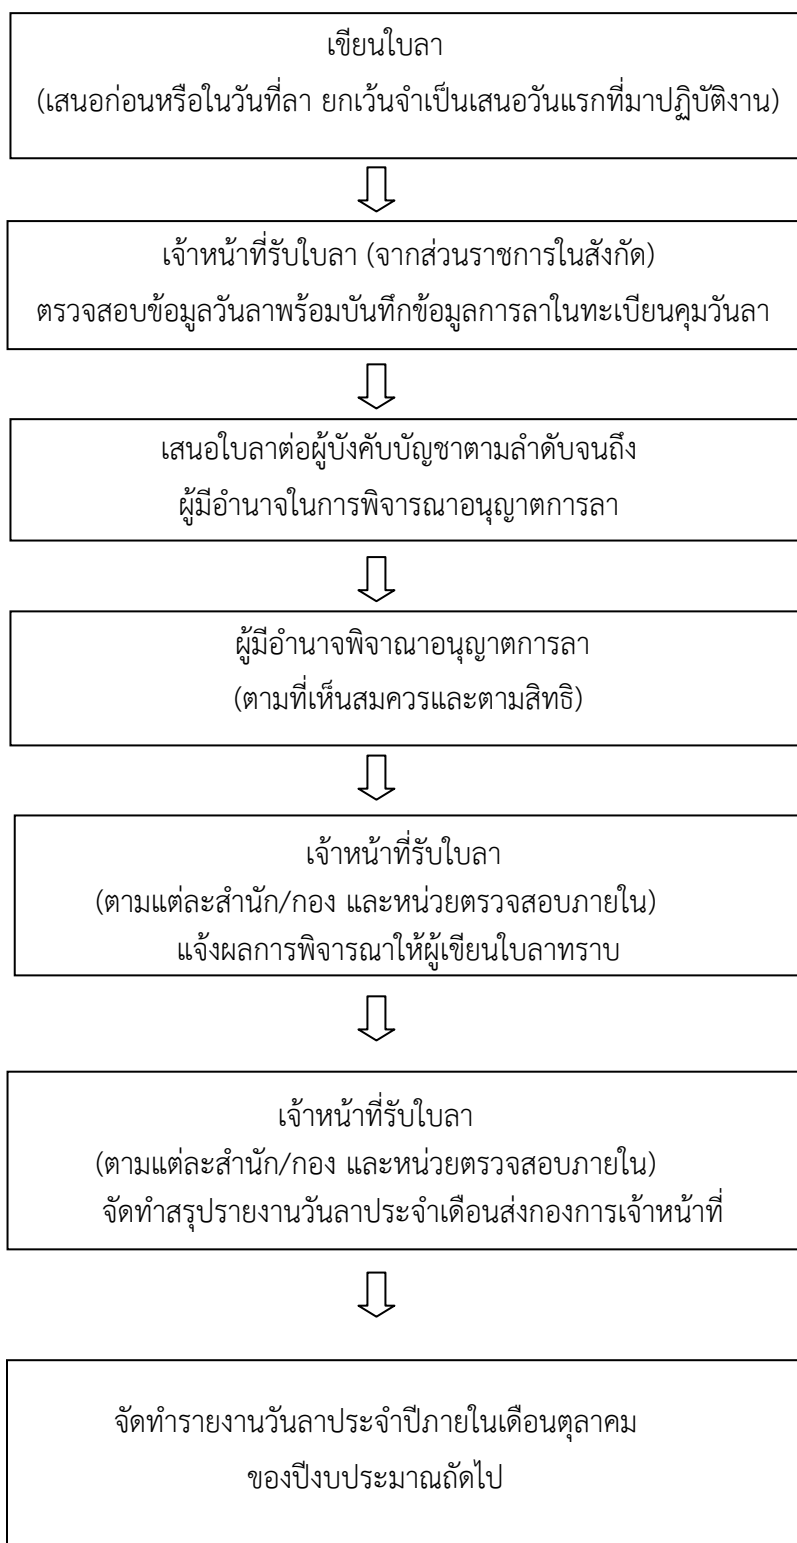 เขียนใบลา
(เสนอก่อนหรือในวันที่ลา ยกเว้นจำเป็นเสนอวันแรกที่มาปฏิบัติงาน)
เจ้าหน้าที่รับใบลา (จากส่วนราชการในสังกัด)
ตรวจสอบข้อมูลวันลาพร้อมบันทึกข้อมูลการลาในทะเบียนคุมวันลา
เสนอใบลาต่อผู้บังคับบัญชาตามลำดับจนถึง
ผู้มีอำนาจในการพิจารณาอนุญาตการลา
ผู้มีอำนาจพิจาณาอนุญาตการลา
(ตามที่เห็นสมควรและตามสิทธิ)
เจ้าหน้าที่รับใบลา
(ตามแต่ละสำนัก/กอง และหน่วยตรวจสอบภายใน)
แจ้งผลการพิจารณาให้ผู้เขียนใบลาทราบ
เจ้าหน้าที่รับใบลา
(ตามแต่ละสำนัก/กอง และหน่วยตรวจสอบภายใน)
จัดทำสรุปรายงานวันลาประจำเดือนส่งกองการเจ้าหน้าที่
จัดทำรายงานวันลาประจำปีภายในเดือนตุลาคม
ของปีงบประมาณถัดไป